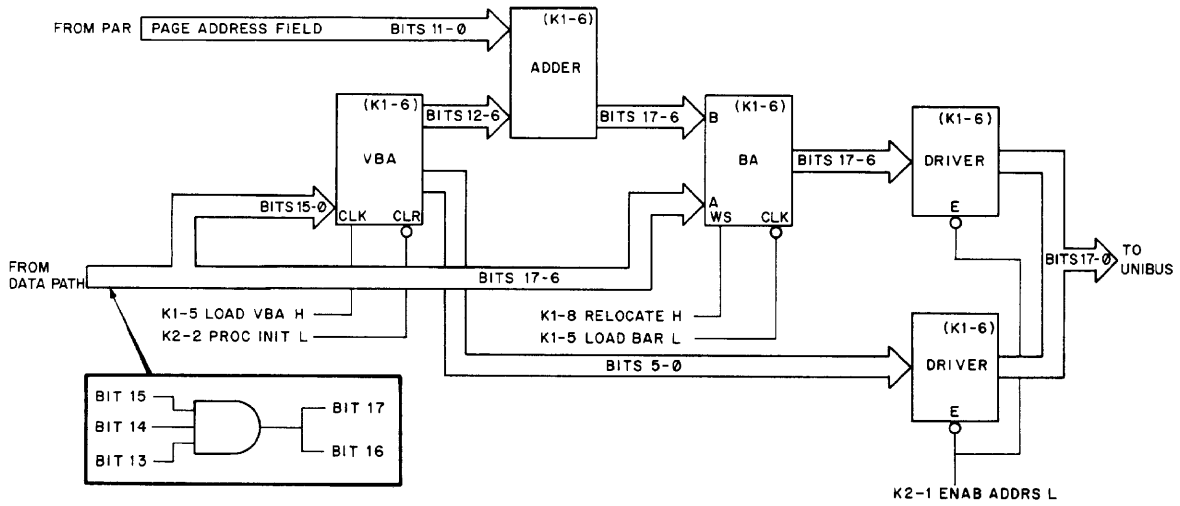 FROM PAR
PAGE ADDRESS FIELD BITS 11-0
(K1-6)
ADDER
(K1-6)
VBA
CLK CLR
BITS 12-6
BITS 17-6
(K1-6)
B
BA
A
WS CLK
BITS 17-6
(K1-6)
DRIVER
E
BITS 15-0
FROM
DATA PATH
BITS 17-6
BITS 17-0
TO
UNIBUS
K1-5 LOAD VBA H
K2-2 PROC INIT L
K1-8 RELOCATE H
K1-5 LOAD BAR L
BITS 5-0
(K1-6)
DRIVER
E
BIT 15
BIT 14
BIT 13
BIT 17
BIT 16
K2-1 ENAB ADDRS L